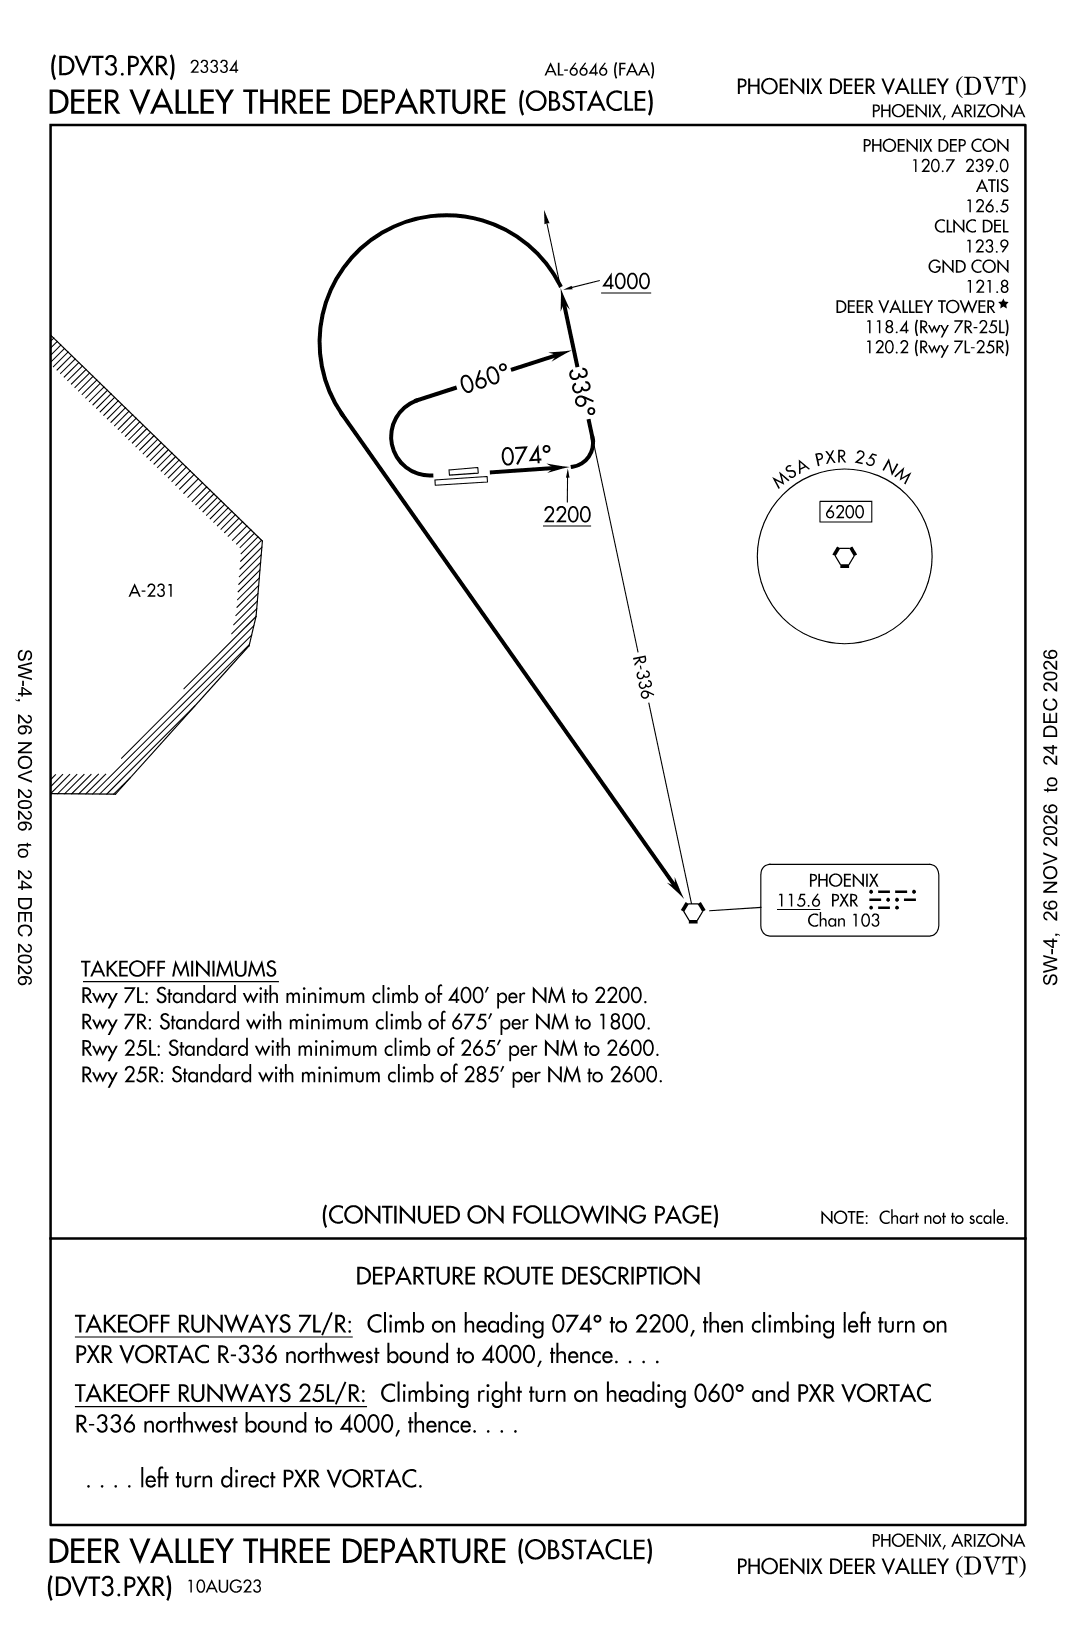 (DVT3.PXR) 23334
AL-6646 (FAA)
DEER VALLEY THREE DEPARTURE (OBSTACLE)
PHOENIX DEER VALLEY (DVT)
PHOENIX, ARIZONA
PHOENIX DEP CON
120.7 239.0
ATIS
126.5
CLNC DEL
123.9
GND CON
121.8
DEER VALLEY TOWER★
118.4 (Rwy 7R-25L)
120.2 (Rwy 7L-25R)
4000
060°
336°
074°
2200
MSA PXR 25 NM
6200
A-231
R-336
PHOENIX
115.6 PXR
Chan 103
SW-4, 26 NOV 2026 to 24 DEC 2026
SW-4, 26 NOV 2026 to 24 DEC 2026
TAKEOFF MINIMUMS
Rwy 7L: Standard with minimum climb of 400' per NM to 2200.
Rwy 7R: Standard with minimum climb of 675' per NM to 1800.
Rwy 25L: Standard with minimum climb of 265' per NM to 2600.
Rwy 25R: Standard with minimum climb of 285' per NM to 2600.
(CONTINUED ON FOLLOWING PAGE)
NOTE: Chart not to scale.
DEPARTURE ROUTE DESCRIPTION
TAKEOFF RUNWAYS 7L/R: Climb on heading 074° to 2200, then climbing left turn on
PXR VORTAC R-336 northwest bound to 4000, thence. . . .
TAKEOFF RUNWAYS 25L/R: Climbing right turn on heading 060° and PXR VORTAC
R-336 northwest bound to 4000, thence. . . .
. . . . left turn direct PXR VORTAC.
DEER VALLEY THREE DEPARTURE (OBSTACLE)
(DVT3.PXR) 10AUG23
PHOENIX, ARIZONA
PHOENIX DEER VALLEY (DVT)